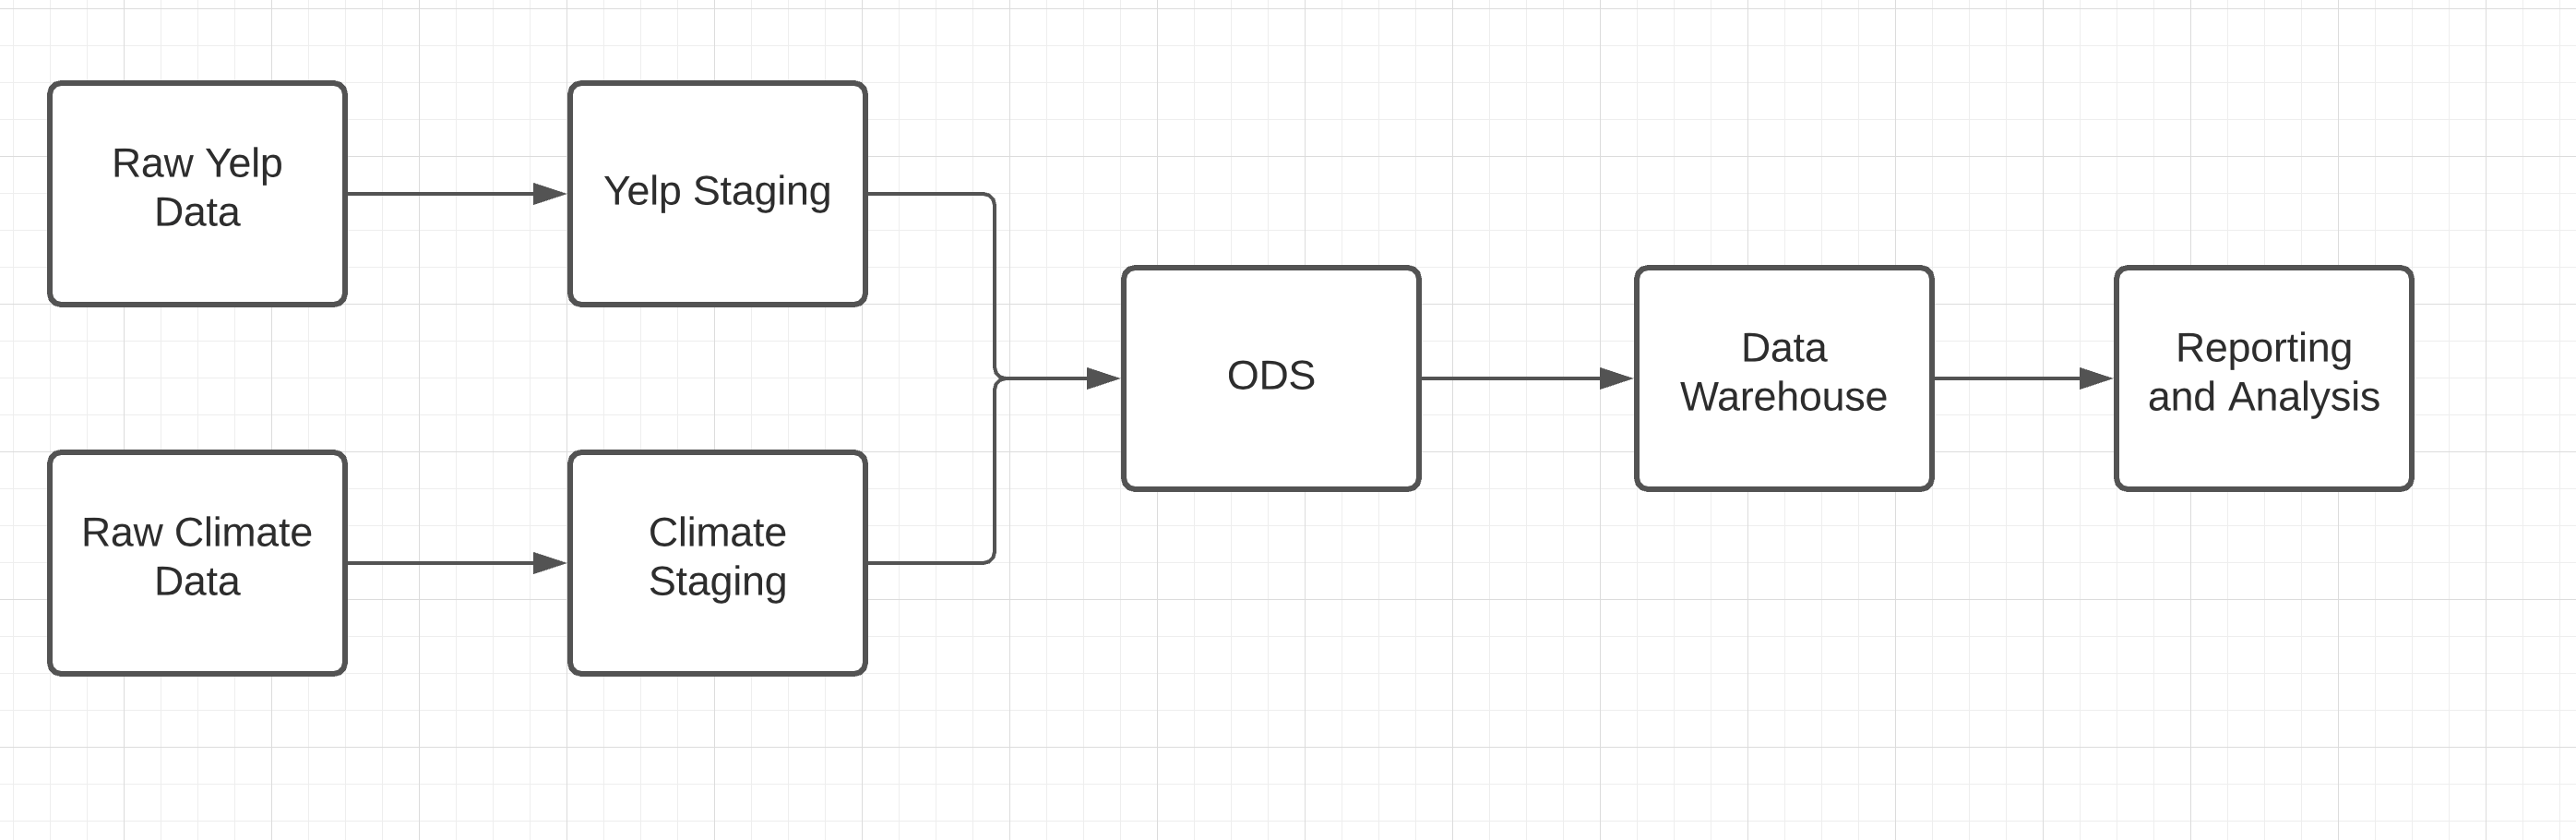 Raw Yelp
Data
Yelp Staging
Raw Climate
Data
Climate
Staging
ODS
Data
Warehouse
Reporting
and Analysis